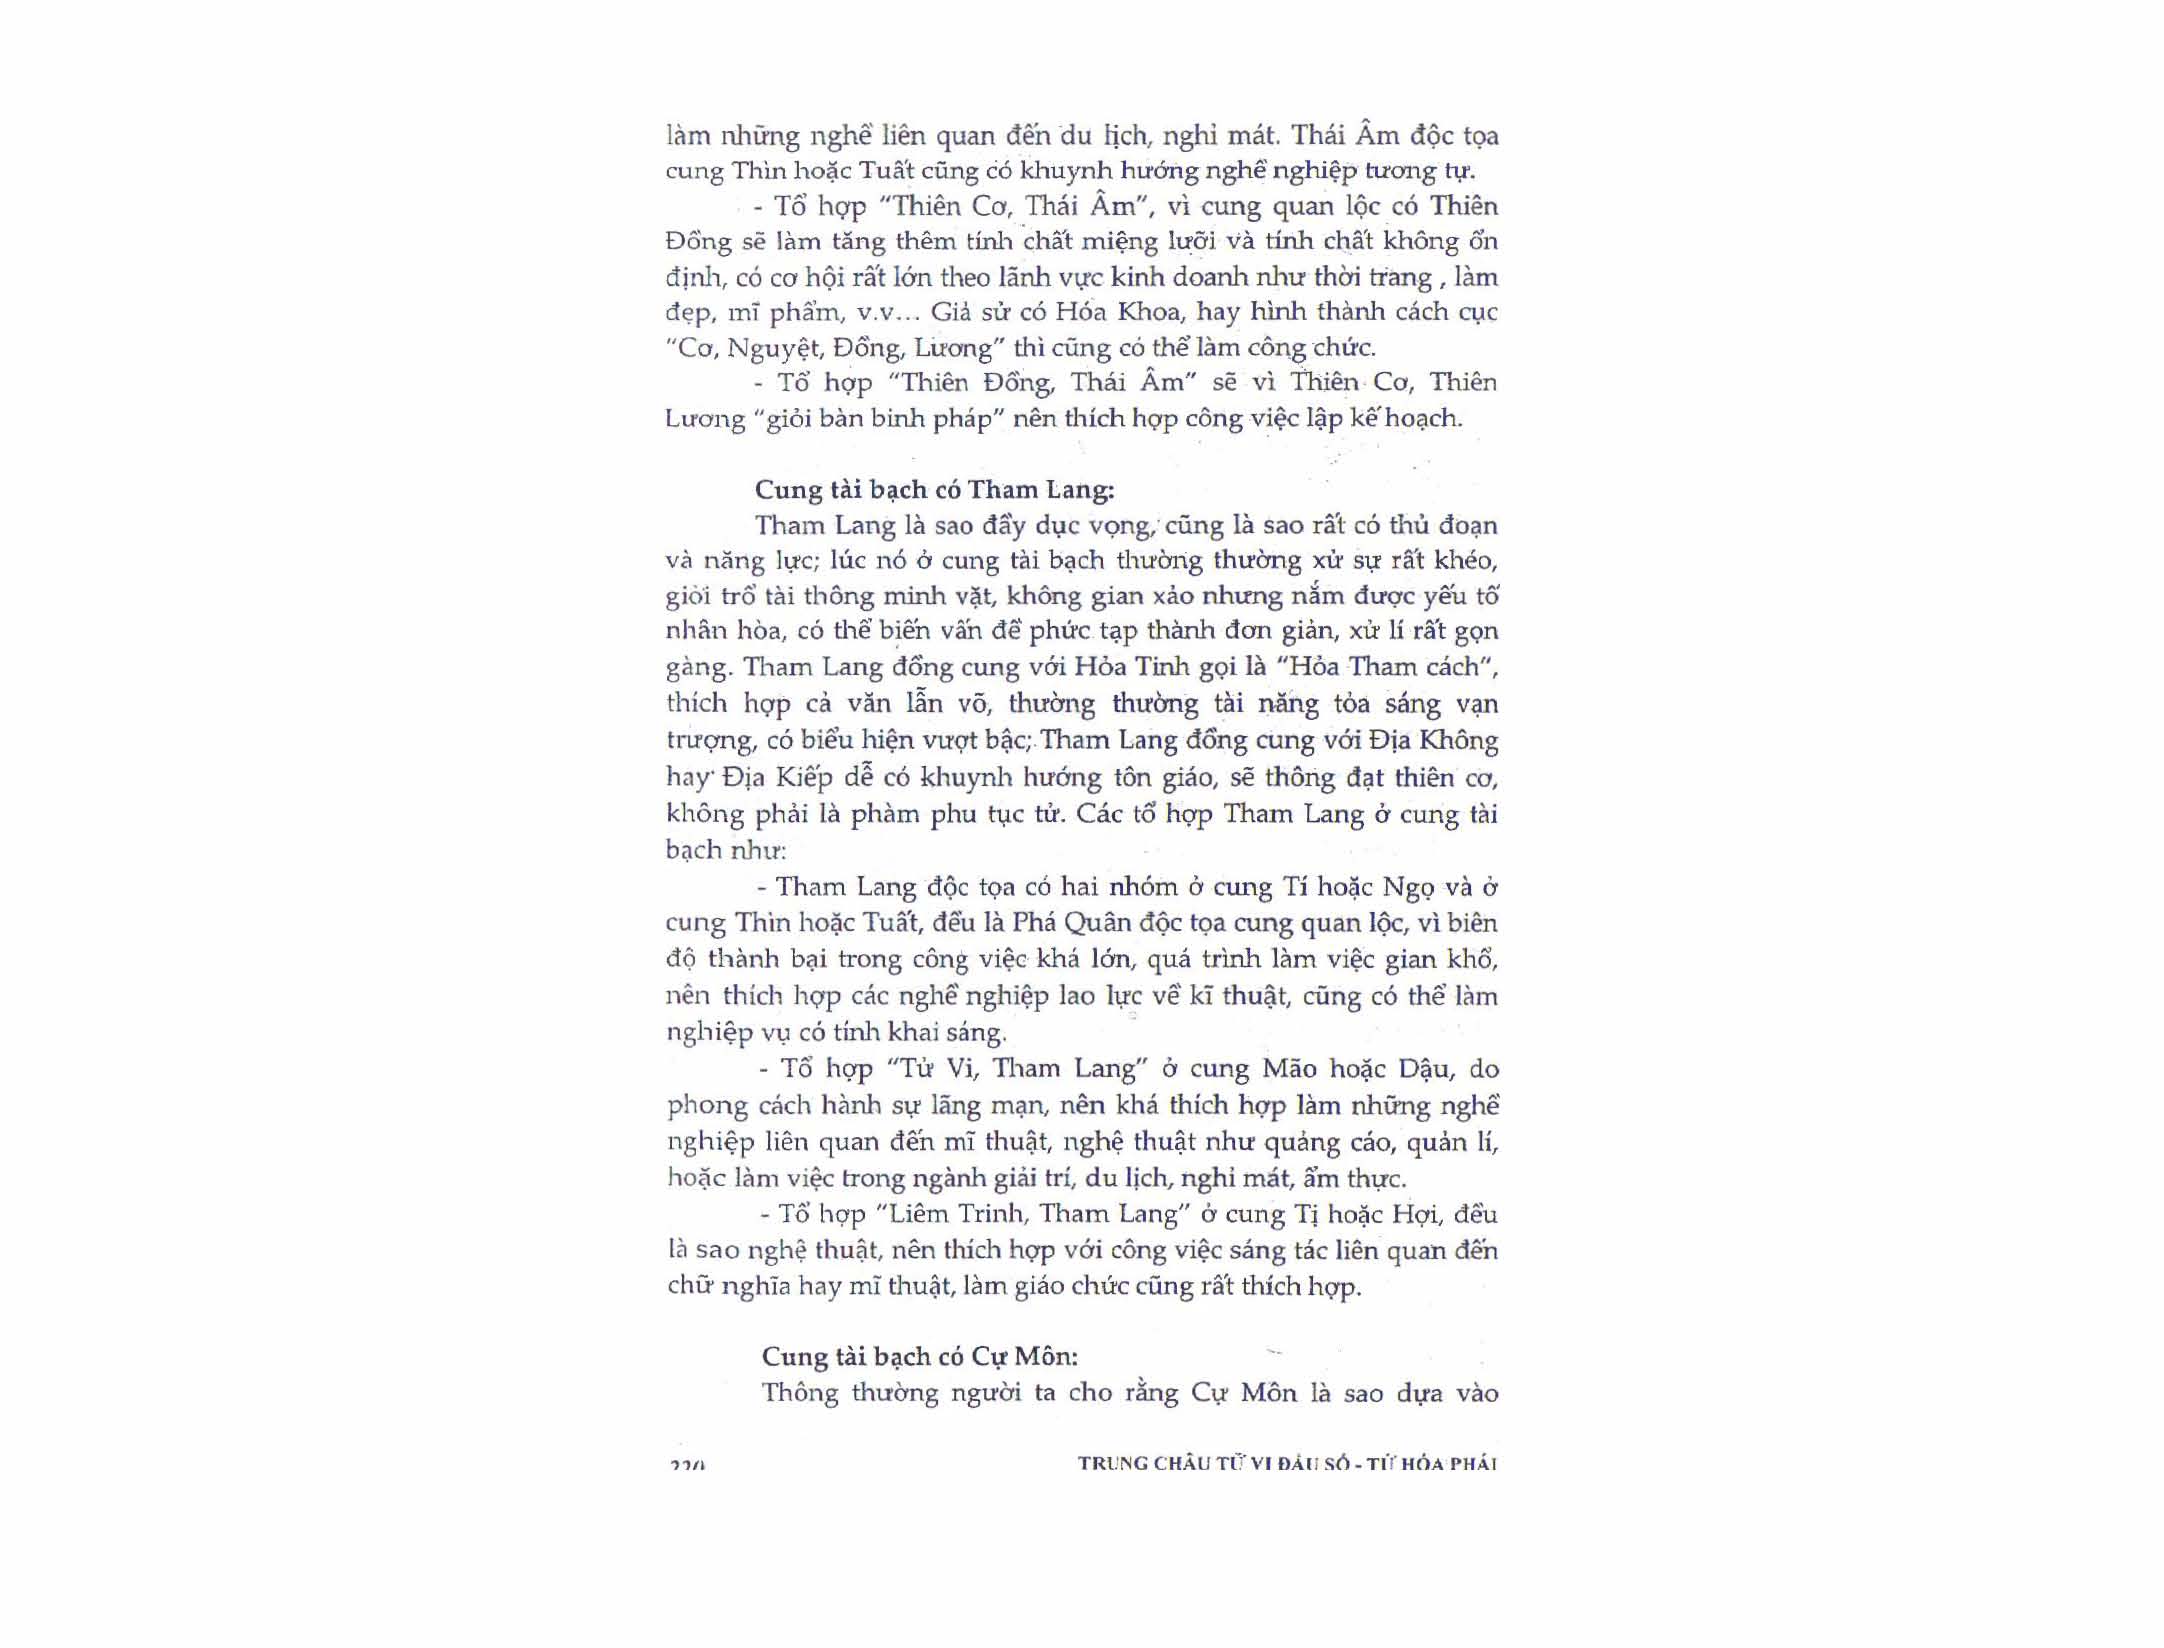 làm những nghề liên quan đến du lịch, nghỉ mát. Thái Âm độc tọa
cung Thìn hoặc Tuất cũng có khuynh hướng nghề nghiệp tương tự.
- Tổ hợp "Thiên Cơ, Thái Âm", vì cung quan lộc có Thiên
Đồng sẽ làm tăng thêm tính chất miệng lưỡi và tính chất không ổn
định, có cơ hội rất lớn theo lãnh vực kinh doanh như thời trang , làm
đẹp, mĩ phẩm, v.v... Giả sử có Hóa Khoa, hay hình thành cách cục
"Cơ, Nguyệt, Đồng, Lương" thì cũng có thể làm công chức.
- Tổ hợp "Thiên Đồng, Thái Âm" sẽ vì Thiên Cơ, Thiên
Lương "giỏi bàn binh pháp" nên thích hợp công việc lập kế hoạch.
Cung tài bạch có Tham Lang:
Tham Lang là sao đầy dục vọng, cũng là sao rất có thủ đoạn
và năng lực; lúc nó ở cung tài bạch thường thường xử sự rất khéo,
giỏi trổ tài thông minh vặt, không gian xảo nhưng nắm được yếu tố
nhân hòa, có thể biến vấn đề phức tạp thành đơn giản, xử lí rất gọn
gàng. Tham Lang đồng cung với Hỏa Tinh gọi là "Hỏa Tham cách",
thích hợp cả văn lẫn võ, thường thường tài năng tỏa sáng vạn
trượng, có biểu hiện vượt bậc; Tham Lang đồng cung với Địa Không
hay Địa Kiếp dễ có khuynh hướng tôn giáo, sẽ thông đạt thiên cơ,
không phải là phàm phu tục tử. Các tổ hợp Tham Lang ở cung tài
bạch như:
- Tham Lang độc tọa có hai nhóm ở cung Tí hoặc Ngọ và ở
cung Thìn hoặc Tuất, đều là Phá Quân độc tọa cung quan lộc, vì biên
độ thành bại trong công việc khá lớn, quá trình làm việc gian khổ,
nên thích hợp các nghề nghiệp lao lực về kĩ thuật, cũng có thể làm
nghiệp vụ có tính khai sáng.
- Tổ hợp "Tử Vi, Tham Lang" ở cung Mão hoặc Dậu, do
phong cách hành sự lãng mạn, nên khá thích hợp làm những nghề
nghiệp liên quan đến mĩ thuật, nghệ thuật như quảng cáo, quản lí,
hoặc làm việc trong ngành giải trí, du lịch, nghỉ mát, ẩm thực.
- Tổ hợp "Liêm Trinh, Tham Lang" ở cung Tị hoặc Hợi, đều
là sao nghệ thuật, nên thích hợp với công việc sáng tác liên quan đến
chữ nghĩa hay mĩ thuật, làm giáo chức cũng rất thích hợp.
Cung tài bạch có Cự Môn:
Thông thường người ta cho rằng Cự Môn là sao dựa vào
TRUNG CHÂU TỬ VI ĐẨU SỐ - TỨ HÓA PHÁI